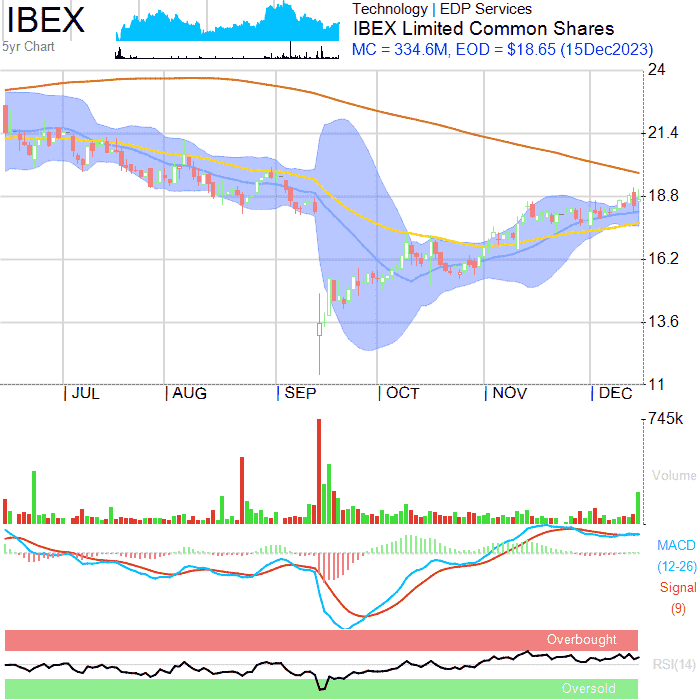 IBEX
5yr Chart
Technology | EDP Services
IBEX Limited Common Shares
MC = 334.6M, EOD = $18.65 (15Dec2023)
24
21.4
18.8
16.2
13.6
11
| JUL | AUG | SEP | OCT | NOV | DEC
745k
Volume
MACD
(12-26)
Signal
(9)
Overbought
RSI(14)
Oversold